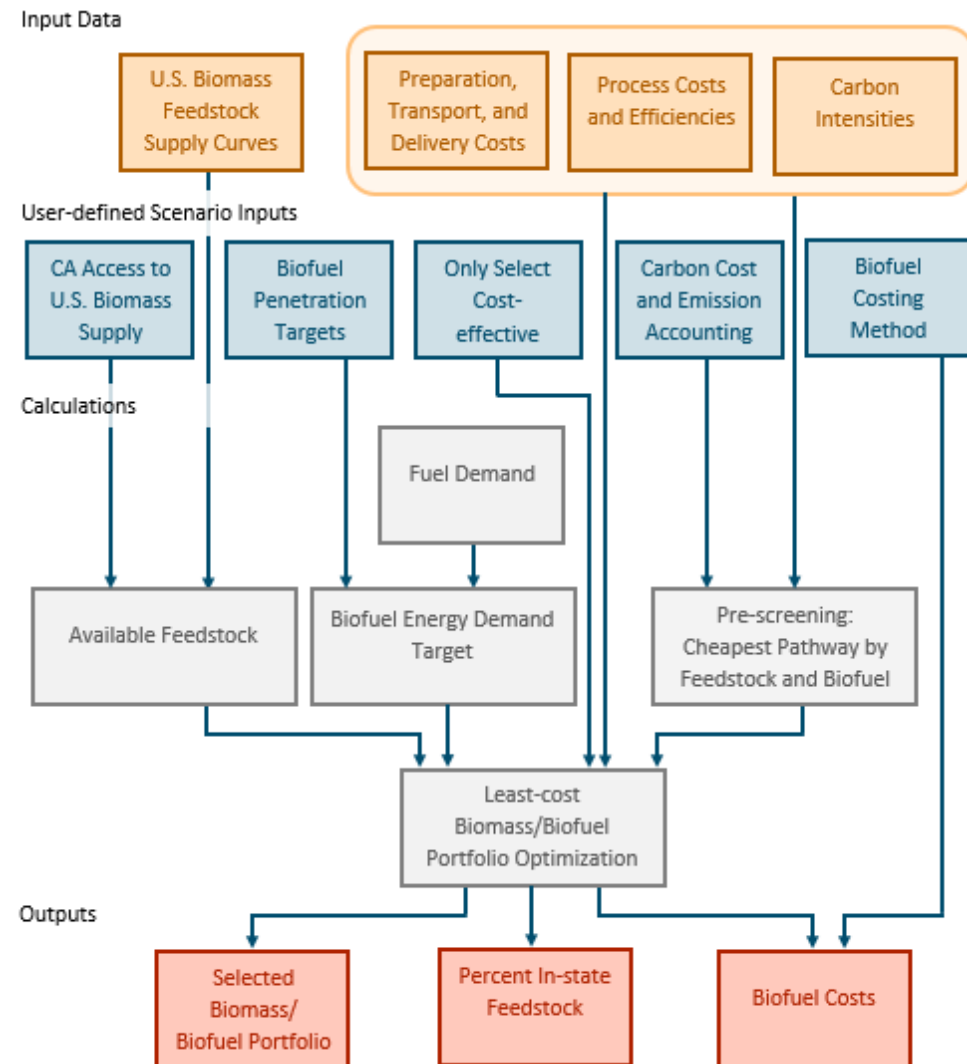 Input Data
U.S. Biomass
Feedstock
Supply Curves
Preparation,
Transport, and
Delivery Costs
Process Costs
and Efficiencies
Carbon
Intensities
User-defined Scenario Inputs
CA Access to
U.S. Biomass
Supply
Biofuel
Penetration
Targets
Only Select
Cost-
effective
Carbon Cost
and Emission
Accounting
Biofuel
Costing
Method
Calculations
Fuel Demand
Available Feedstock
Biofuel Energy Demand
Target
Pre-screening:
Cheapest Pathway by
Feedstock and Biofuel
Least-cost
Biomass/Biofuel
Portfolio Optimization
Outputs
Selected
Biomass/
Biofuel Portfolio
Percent In-state
Feedstock
Biofuel Costs